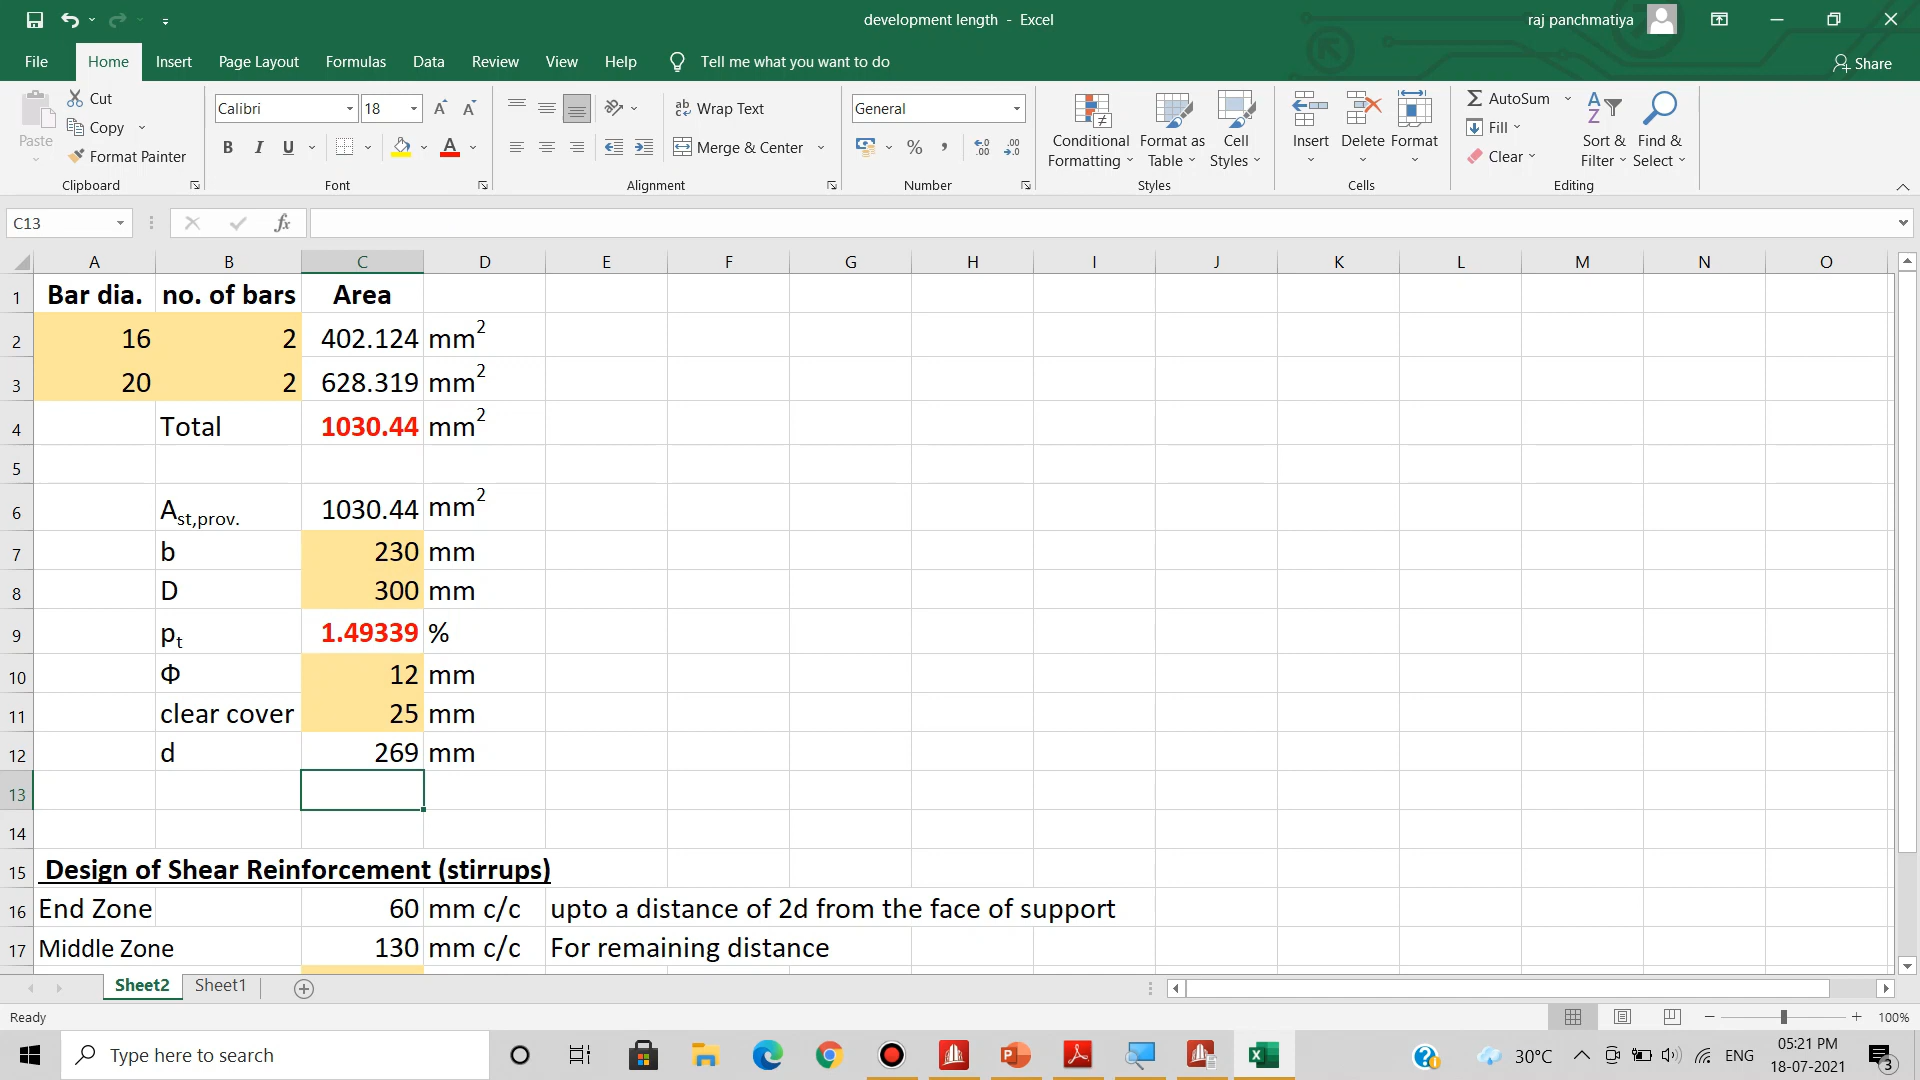 development length - Excel
raj panchmatiya
File Home Insert Page Layout Formulas Data Review View Help Tell me what you want to do Share
Cut
Copy
Format Painter
Paste
Clipboard
Calibri 18
B I U
Font
Wrap Text
Merge & Center
Alignment
General
Number
Conditional Formatting
Format as Table
Cell Styles
Styles
Insert Delete Format
Cells
AutoSum
Fill
Clear
Sort & Filter
Find & Select
Editing
C13 fx
A B C D E F G H I J K L M N O
1 Bar dia. no. of bars Area
2 16 2 402.124 mm²
3 20 2 628.319 mm²
4 Total 1030.44 mm²
5
6 Ast,prov. 1030.44 mm²
7 b 230 mm
8 D 300 mm
9 pt 1.49339 %
10 Φ 12 mm
11 clear cover 25 mm
12 d 269 mm
13
14
15 Design of Shear Reinforcement (stirrups)
16 End Zone 60 mm c/c upto a distance of 2d from the face of support
17 Middle Zone 130 mm c/c For remaining distance
Sheet2 Sheet1
Ready 100%
Type here to search
30°C ENG
05:21 PM
18-07-2021
3